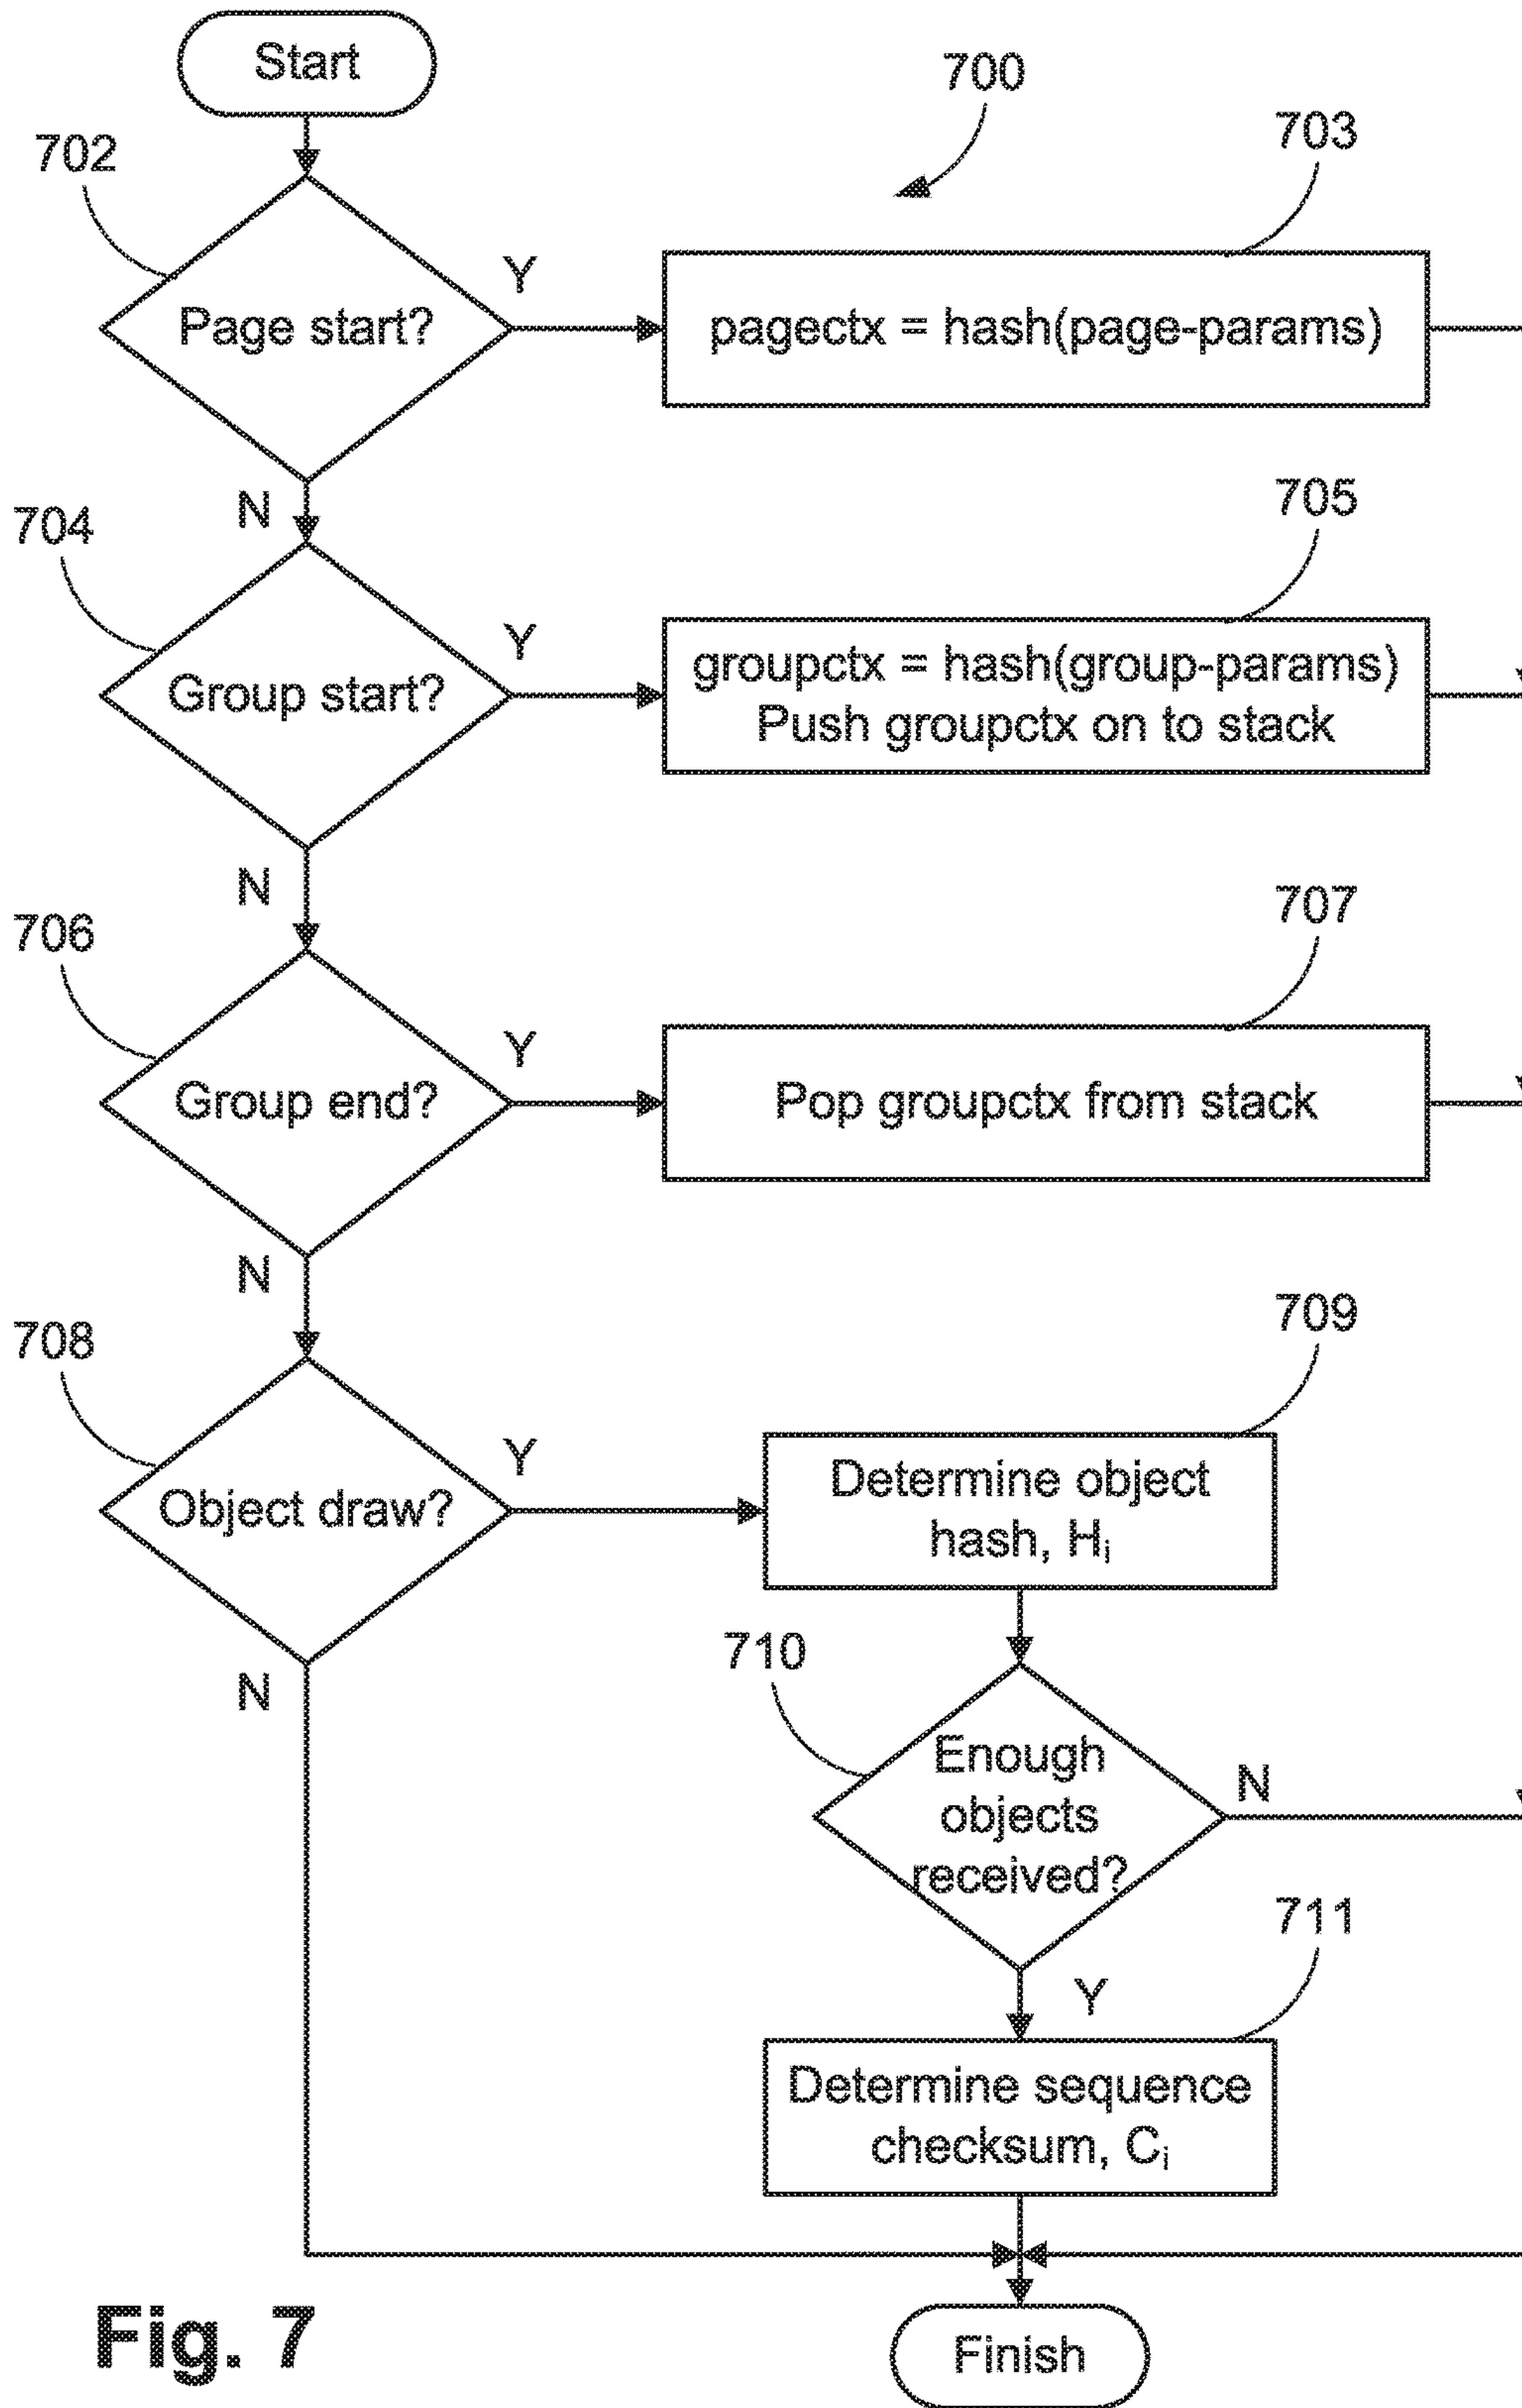 Start
700
702
703
Page start?
Y
pagectx = hash(page-params)
N
704
705
Group start?
Y
groupctx = hash(group-params)
Push groupctx on to stack
N
706
707
Group end?
Y
Pop groupctx from stack
N
708
709
Object draw?
Y
Determine object
hash, Hᵢ
N
710
Enough
objects
received?
N
711
Y
Determine sequence
checksum, Cᵢ
Fig. 7
Finish